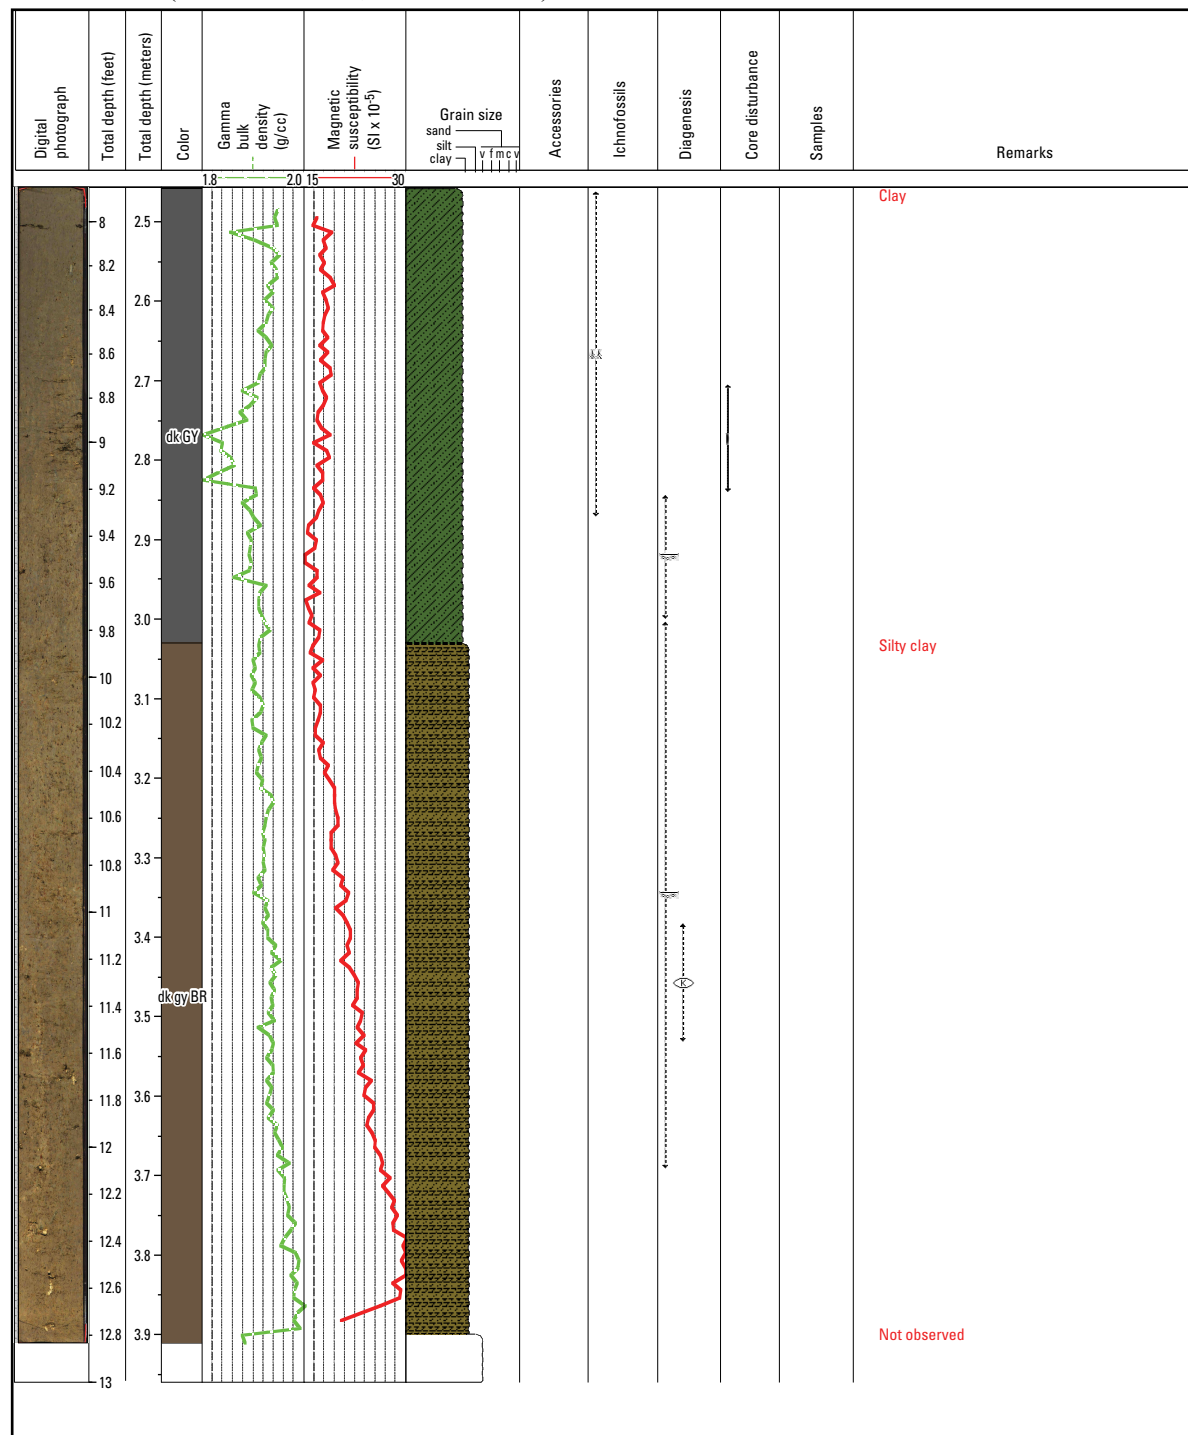 Digital
photograph
Total depth (feet)
Total depth (meters)
Color
Gamma
bulk
density
(g/cc)
Magnetic
susceptibility
(SI x 10-5)
Grain size
sand
silt
clay
v f m c v
Accessories
Ichnofossils
Diagenesis
Core disturbance
Samples
Remarks
1.8 2.0 15 30
Clay
8 2.5
8.2
8.4 2.6
8.6
8.8 2.7
9 dk GY
2.8
9.2
9.4 2.9
9.6
3.0
9.8 Silty clay
10
3.1
10.2
10.4 3.2
10.6
3.3
10.8
11
3.4
11.2
K
dk gy BR
11.4 3.5
11.6
11.8 3.6
12
3.7
12.2
12.4 3.8
12.6
12.8 3.9 Not observed
13